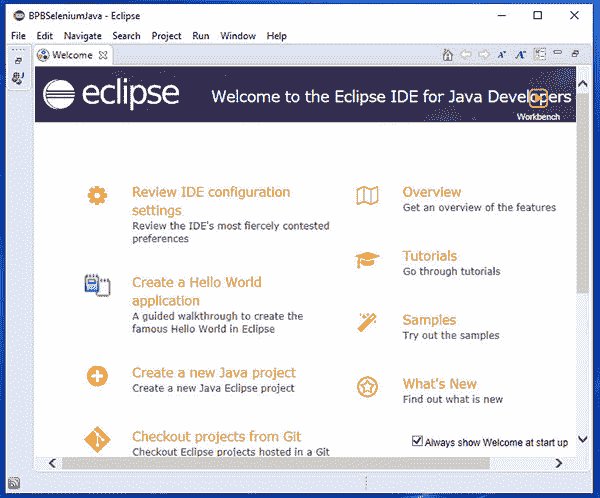 BPBSeleniumJava - Eclipse
File Edit Navigate Search Project Run Window Help
Welcome
eclipse
Welcome to the Eclipse IDE for Java Developers
Workbench
Review IDE configuration
settings
Review the IDE's most fiercely contested
preferences
Create a Hello World
application
A guided walkthrough to create the
famous Hello World in Eclipse
Create a new Java project
Create a new Java Eclipse project
Checkout projects from Git
Checkout Eclipse projects hosted in a Git
Overview
Get an overview of the features
Tutorials
Go through tutorials
Samples
Try out the samples
What's New
Find out what is new
Always show Welcome at start up